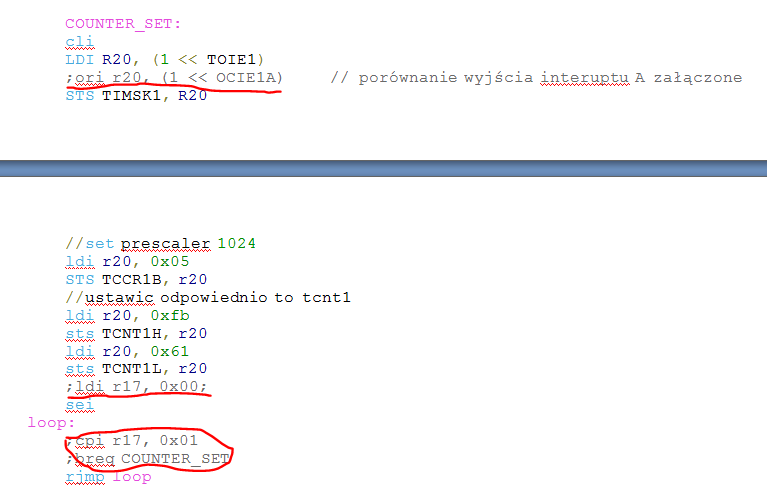 COUNTER_SET:
cli
LDI R20, (1 << TOIE1)
;ori r20, (1 << OCIE1A) // porównanie wyjścia interuptu A załączone
STS TIMSK1, R20
//set prescaler 1024
ldi r20, 0x05
STS TCCR1B, r20
//ustawic odpowiednio to tcnt1
ldi r20, 0xfb
sts TCNT1H, r20
ldi r20, 0x61
sts TCNT1L, r20
;ldi r17, 0x00;
sei
loop:
;cpi r17, 0x01
;breq COUNTER_SET
rjmp loop